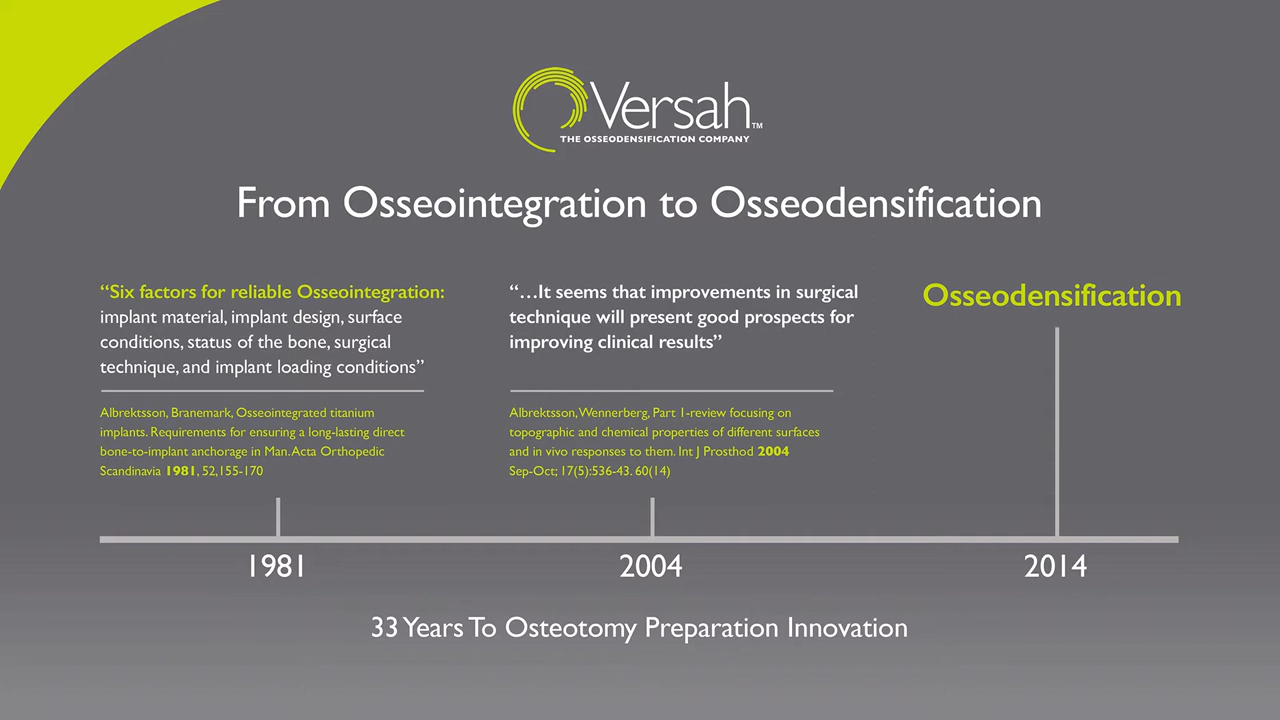 Versah™
THE OSSEODENSIFICATION COMPANY
From Osseointegration to Osseodensification
“Six factors for reliable Osseointegration:
implant material, implant design, surface
conditions, status of the bone, surgical
technique, and implant loading conditions”
Albrektsson, Branemark, Osseointegrated titanium
implants. Requirements for ensuring a long-lasting direct
bone-to-implant anchorage in Man. Acta Orthopedic
Scandinavia 1981, 52,155-170
“…It seems that improvements in surgical
technique will present good prospects for
improving clinical results”
Albrektsson, Wennerberg, Part 1-review focusing on
topographic and chemical properties of different surfaces
and in vivo responses to them. Int J Prosthod 2004
Sep-Oct; 17(5):536-43. 60(14)
Osseodensification
1981
2004
2014
33 Years To Osteotomy Preparation Innovation